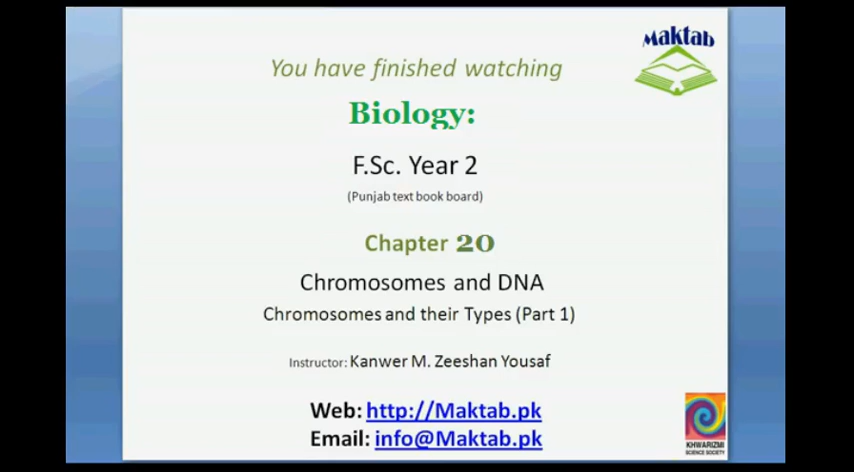 Maktab
You have finished watching
Biology:
F.Sc. Year 2
(Punjab text book board)
Chapter 20
Chromosomes and DNA
Chromosomes and their Types (Part 1)
Instructor: Kanwer M. Zeeshan Yousaf
Web: http://Maktab.pk
Email: info@Maktab.pk
KHWARIZMI
SCIENCE SOCIETY